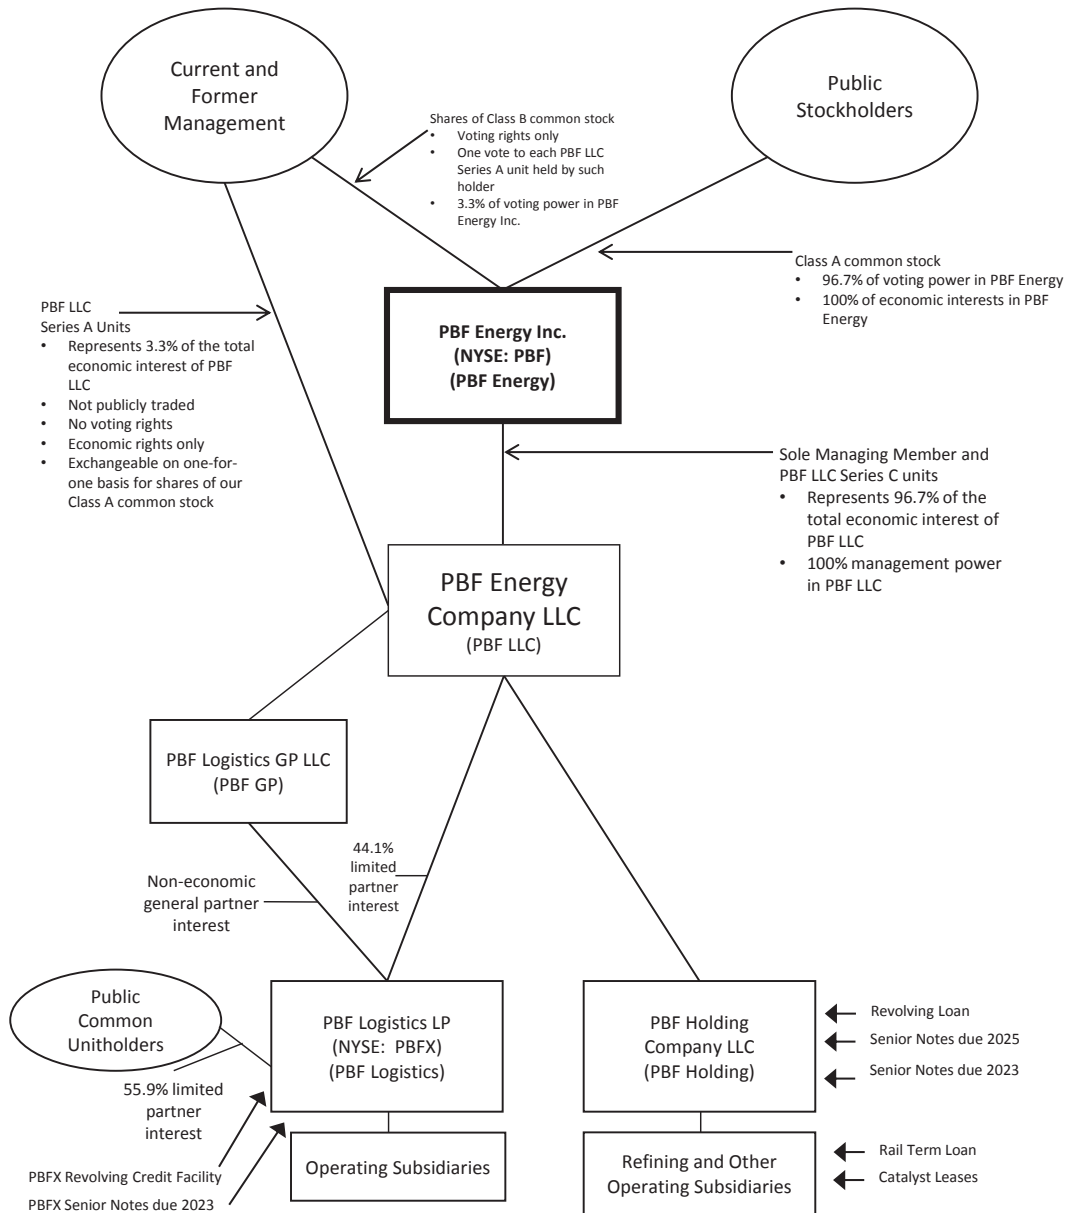 Current and
Former
Management
Public
Stockholders
Shares of Class B common stock
• Voting rights only
• One vote to each PBF LLC
Series A unit held by such
holder
• 3.3% of voting power in PBF
Energy Inc.
Class A common stock
• 96.7% of voting power in PBF Energy
• 100% of economic interests in PBF
Energy
PBF LLC
Series A Units
• Represents 3.3% of the total
economic interest of PBF
LLC
• Not publicly traded
• No voting rights
• Economic rights only
• Exchangeable on one-for-
one basis for shares of our
Class A common stock
PBF Energy Inc.
(NYSE: PBF)
(PBF Energy)
Sole Managing Member and
PBF LLC Series C units
• Represents 96.7% of the
total economic interest of
PBF LLC
• 100% management power
in PBF LLC
PBF Energy
Company LLC
(PBF LLC)
PBF Logistics GP LLC
(PBF GP)
44.1%
limited
partner
interest
Non-economic
general partner
interest
Public
Common
Unitholders
55.9% limited
partner
interest
PBF Logistics LP
(NYSE: PBFX)
(PBF Logistics)
PBF Holding
Company LLC
(PBF Holding)
Revolving Loan
Senior Notes due 2025
Senior Notes due 2023
PBFX Revolving Credit Facility
PBFX Senior Notes due 2023
Operating Subsidiaries
Refining and Other
Operating Subsidiaries
Rail Term Loan
Catalyst Leases